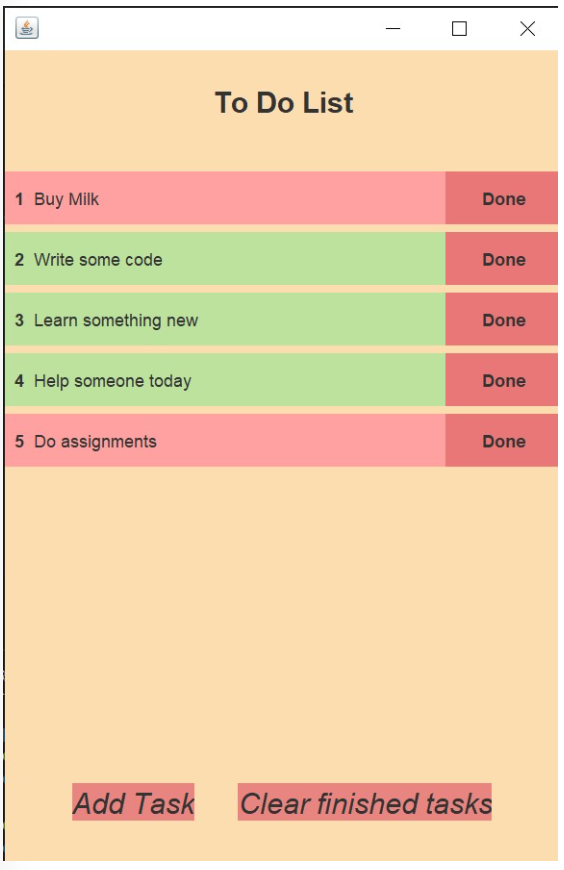 To Do List
1 Buy Milk Done
2 Write some code Done
3 Learn something new Done
4 Help someone today Done
5 Do assignments Done
Add Task Clear finished tasks